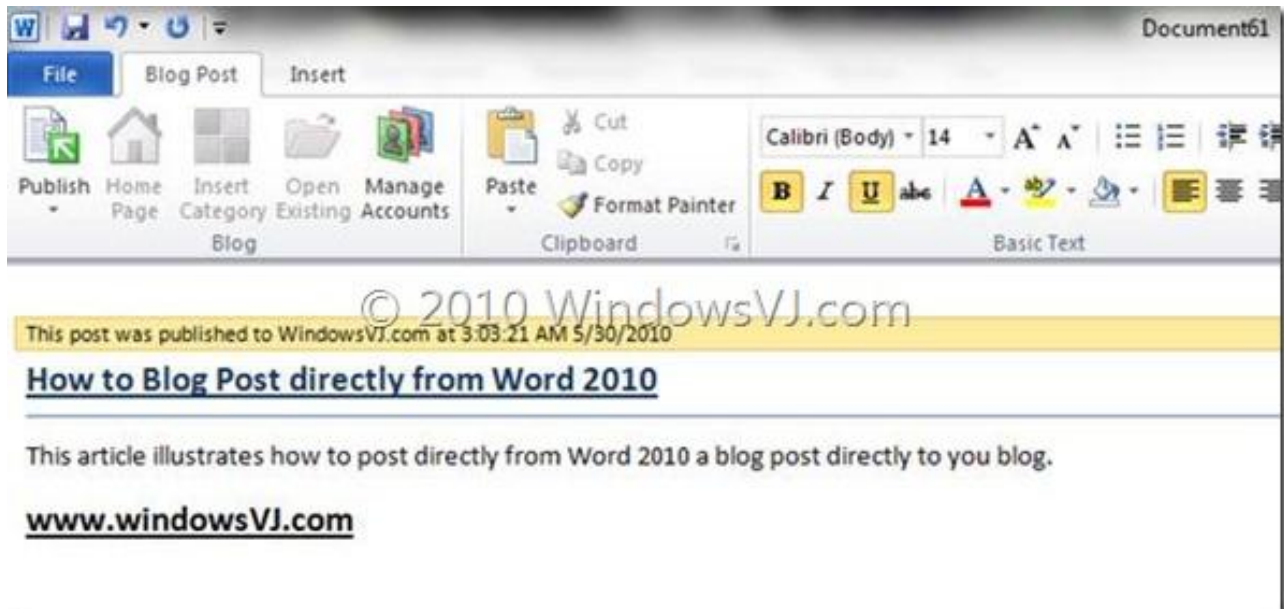 W
Document61
File Blog Post Insert
Publish Home Page Insert Category Open Existing Manage Accounts
Blog
Paste
Cut
Copy
Format Painter
Clipboard
Calibri (Body) 14 A A
B I U abc A ab
Basic Text
© 2010 WindowsVJ.com
This post was published to WindowsVJ.com at 3:03:21 AM 5/30/2010
How to Blog Post directly from Word 2010
This article illustrates how to post directly from Word 2010 a blog post directly to you blog.
www.windowsVJ.com